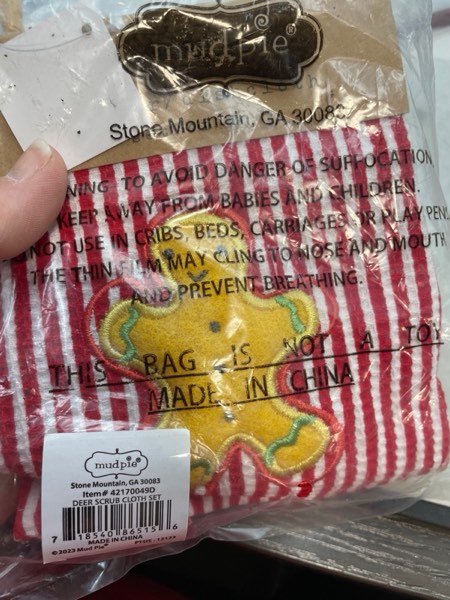 mudpie®
Stone Mountain, GA 30083
NING TO AVOID DANGER OF SUFFOCATION
KEEP AWAY FROM BABIES AND CHILDREN.
NOT USE IN CRIBS, BEDS, CARRIAGES OR PLAY PEN
THE THIN FILM MAY CLING TO NOSE AND MOUTH
AND PREVENT BREATHING.
THIS BAG IS NOT A TOY
MADE IN CHINA
mudpie®
Stone Mountain, GA 30083
Item# 42170049D
DEER SCRUB CLOTH SET
7 18540 86515 6
MADE IN CHINA
©2023 Mud Pie®